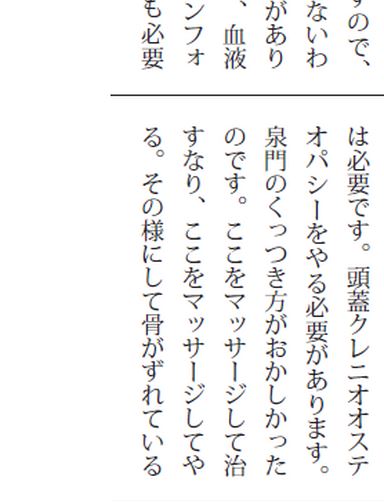 すので、
ないわ
があり
、血液
ンフォ
も必要
は必要です。頭蓋クレニオオステ
オパシーをやる必要があります。
泉門のくっつき方がおかしかった
のです。ここをマッサージして治
すなり、ここをマッサージしてや
る。その様にして骨がずれている